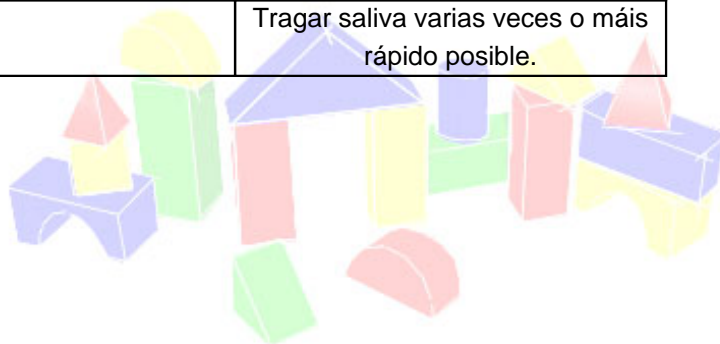 Tragar saliva varias veces o máis
rápido posible.